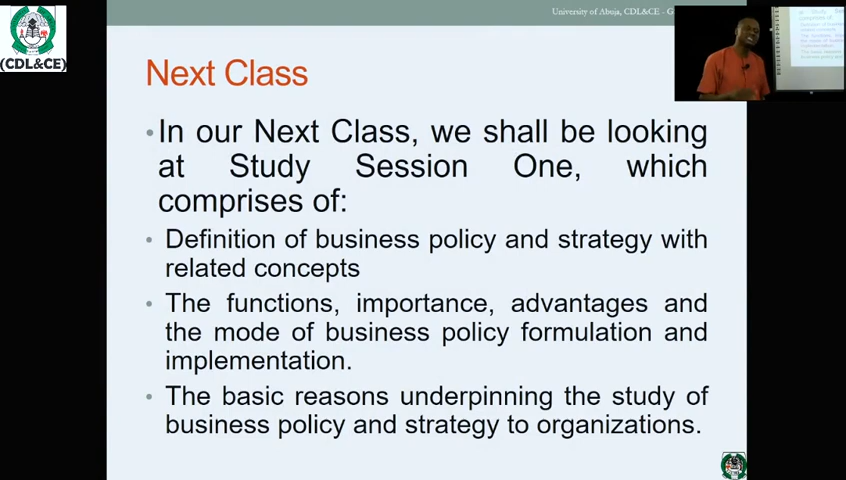 University of Abuja, CDL&CE - G
(CDL&CE)
Next Class
•In our Next Class, we shall be looking
at Study Session One, which
comprises of:
• Definition of business policy and strategy with
related concepts
• The functions, importance, advantages and
the mode of business policy formulation and
implementation.
• The basic reasons underpinning the study of
business policy and strategy to organizations.